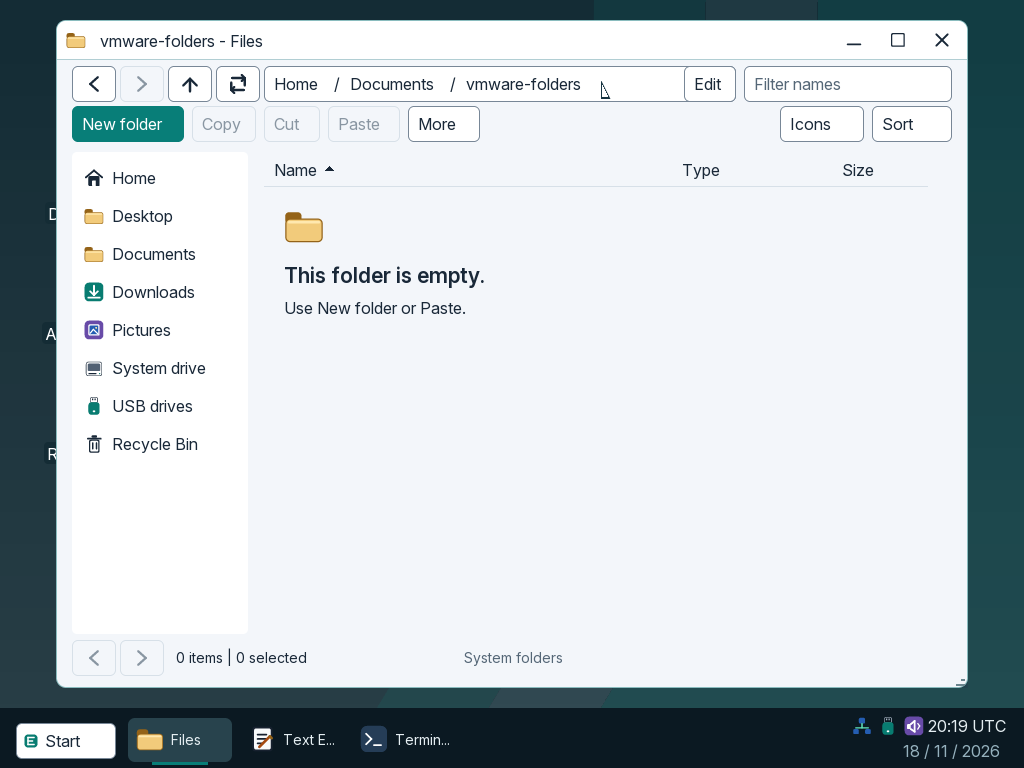 vmware-folders - Files
Home / Documents / vmware-folders Edit Filter names
New folder Copy Cut Paste More Icons Sort
Name Type Size
Home
Desktop
Documents
Downloads
Pictures
System drive
USB drives
Recycle Bin
This folder is empty.
Use New folder or Paste.
D
A
R
0 items | 0 selected System folders
Start Files Text E... Termin... 20:19 UTC
18 / 11 / 2026